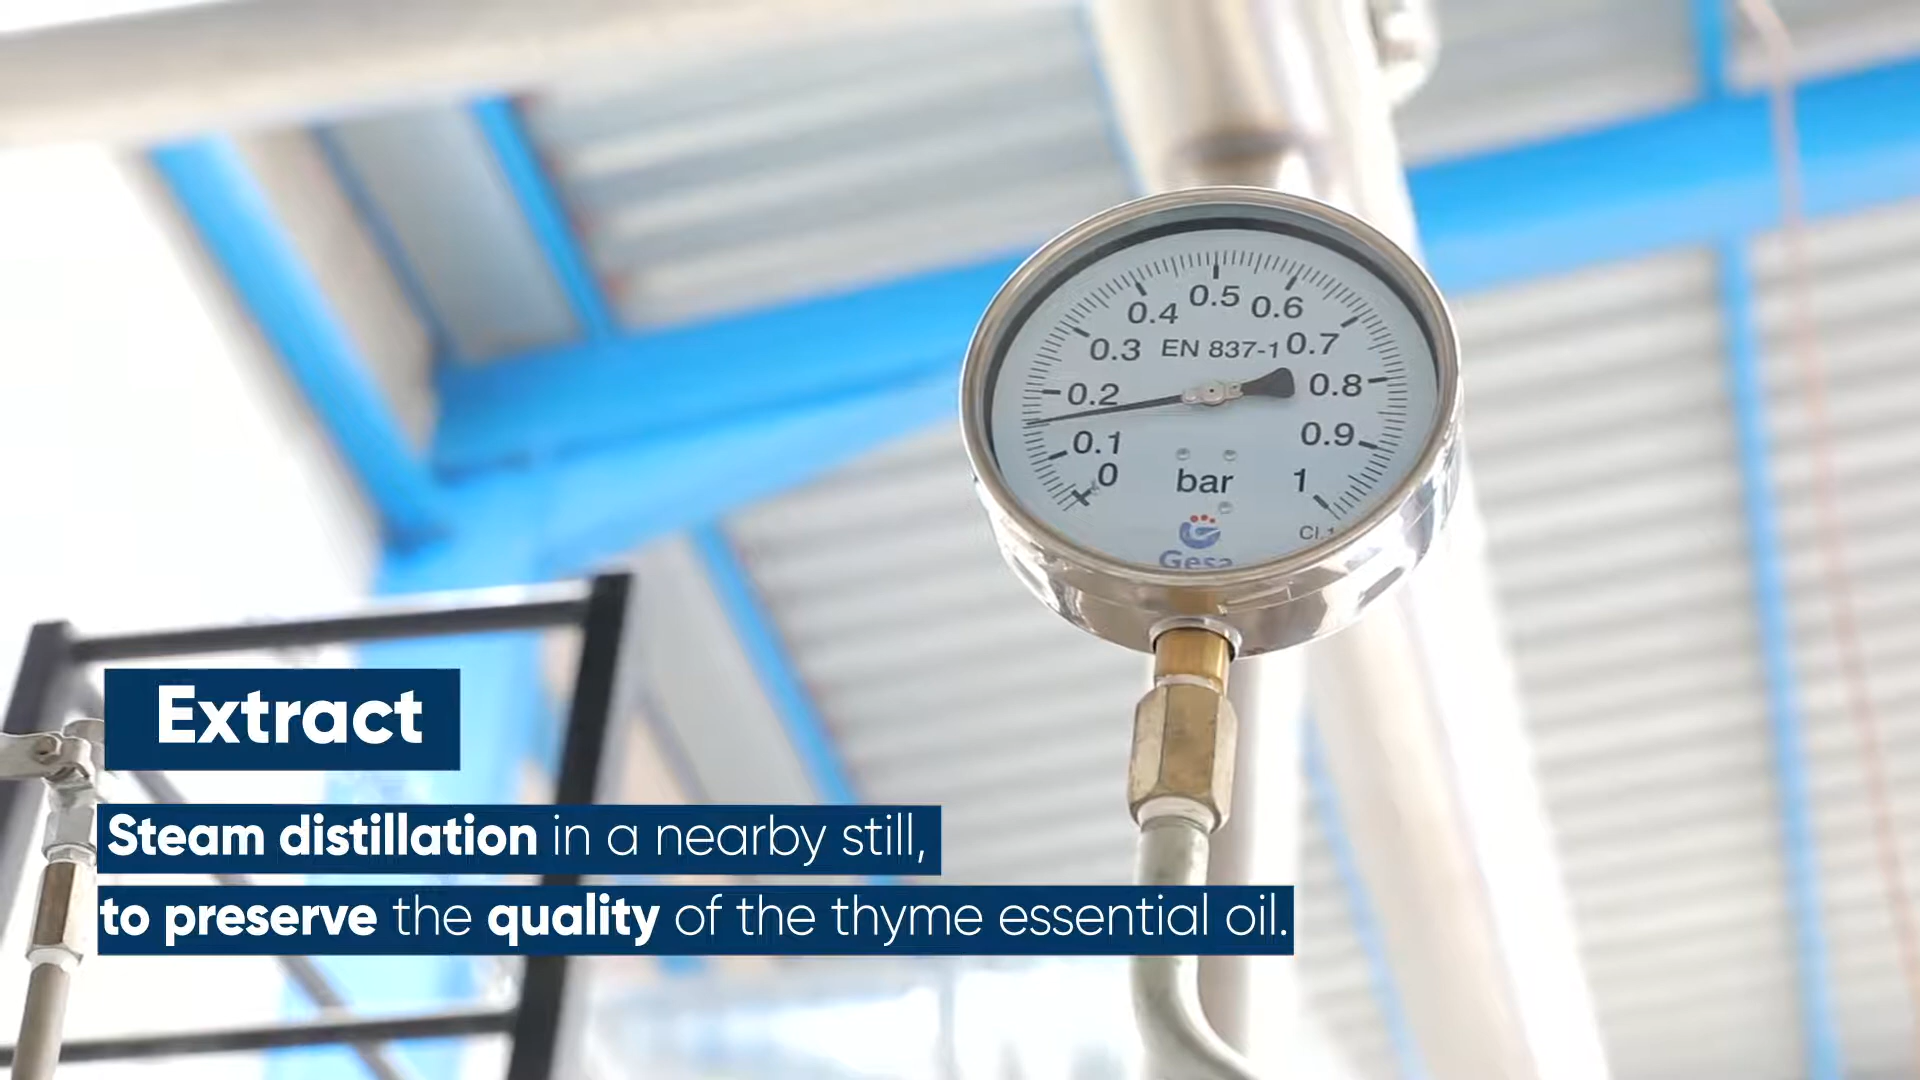 0.5
0.4 0.6
0.3 EN 837-1 0.7
0.2 0.8
0.1 0.9
0 bar 1
Gesa
Cl.1
Extract
Steam distillation in a nearby still,
to preserve the quality of the thyme essential oil.